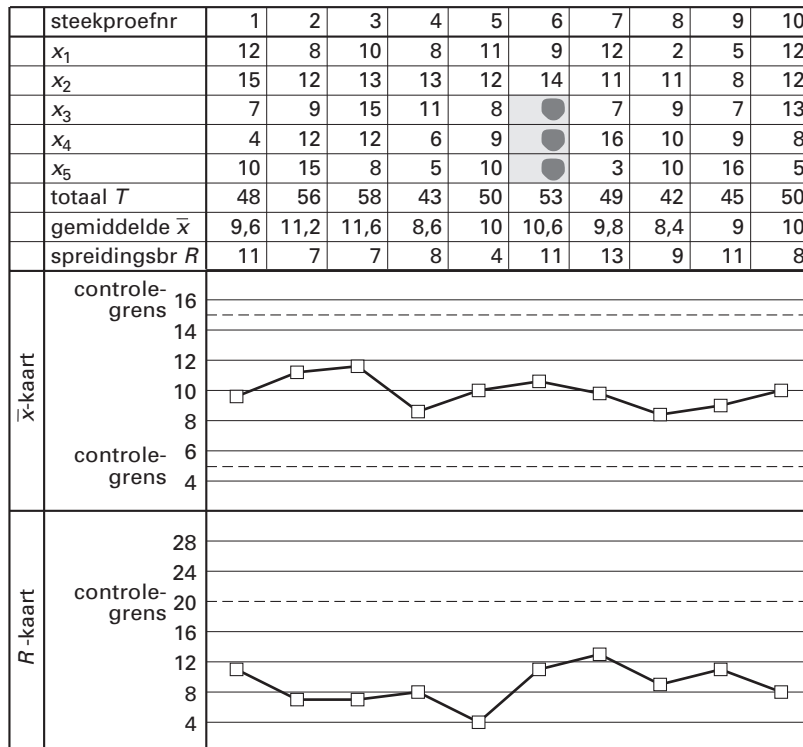 steekproefnr 1 2 3 4 5 6 7 8 9 10
x1 12 8 10 8 11 9 12 2 5 12
x2 15 12 13 13 12 14 11 11 8 12
x3 7 9 15 11 8 7 9 7 13
x4 4 12 12 6 9 16 10 9 8
x5 10 15 8 5 10 3 10 16 5
totaal T 48 56 58 43 50 53 49 42 45 50
gemiddelde x̄ 9,6 11,2 11,6 8,6 10 10,6 9,8 8,4 9 10
spreidingsbr R 11 7 7 8 4 11 13 9 11 8
x̄-kaart
controle-
grens
16
14
12
10
8
6
controle-
grens
4
R-kaart
28
24
controle-
grens
20
16
12
8
4